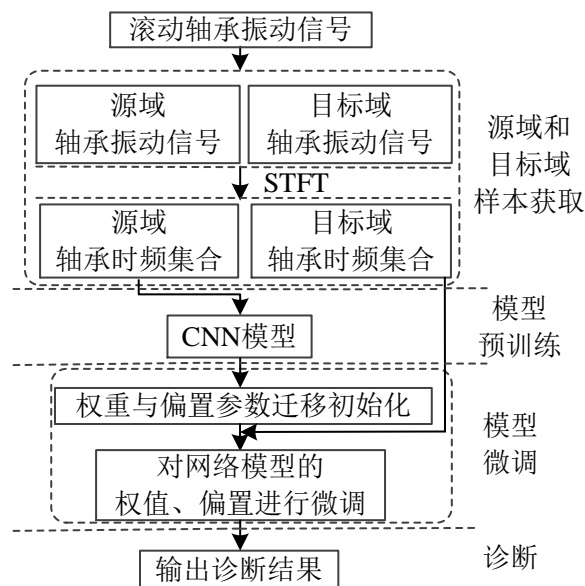 滚动轴承振动信号
源域
轴承振动信号
目标域
轴承振动信号
源域和
目标域
样本获取
STFT
源域
轴承时频集合
目标域
轴承时频集合
CNN模型
模型
预训练
权重与偏置参数迁移初始化
对网络模型的
权值、偏置进行微调
模型
微调
输出诊断结果
诊断